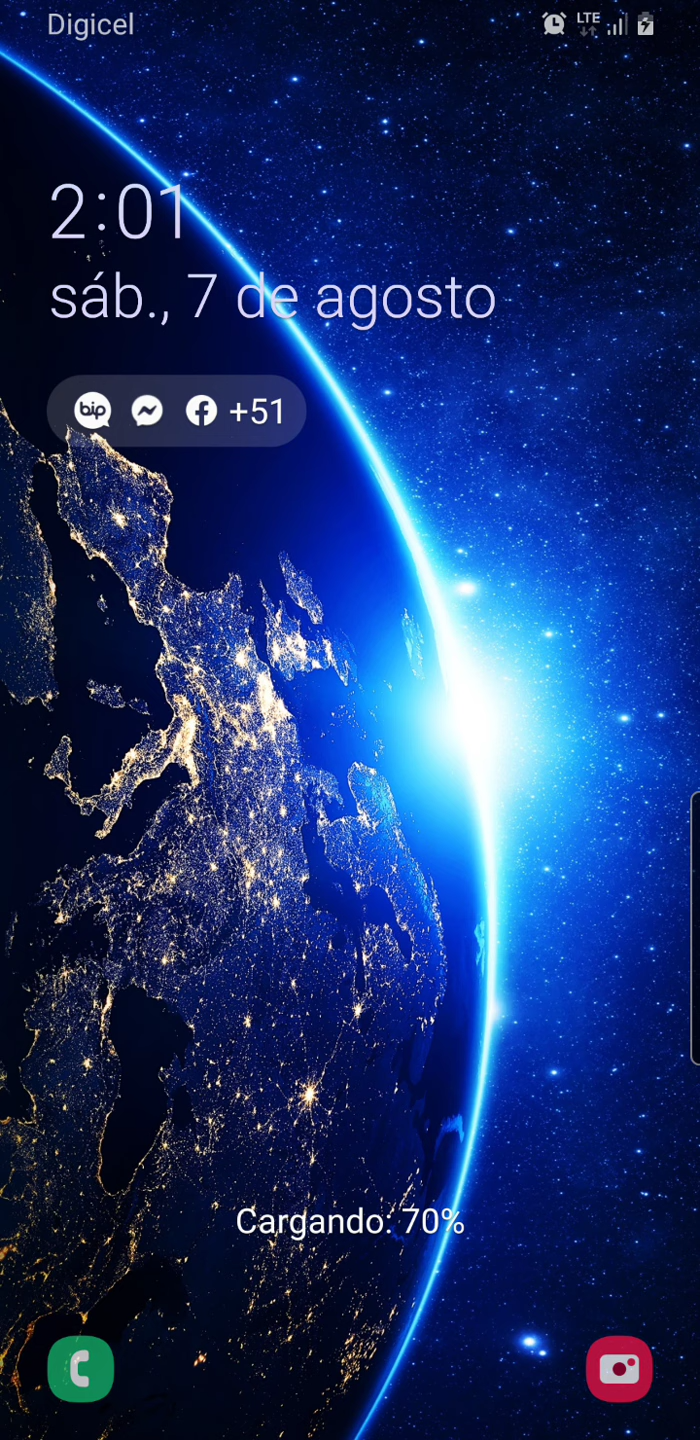 Digicel
LTE
2:01
sáb., 7 de agosto
bip +51
Cargando: 70%